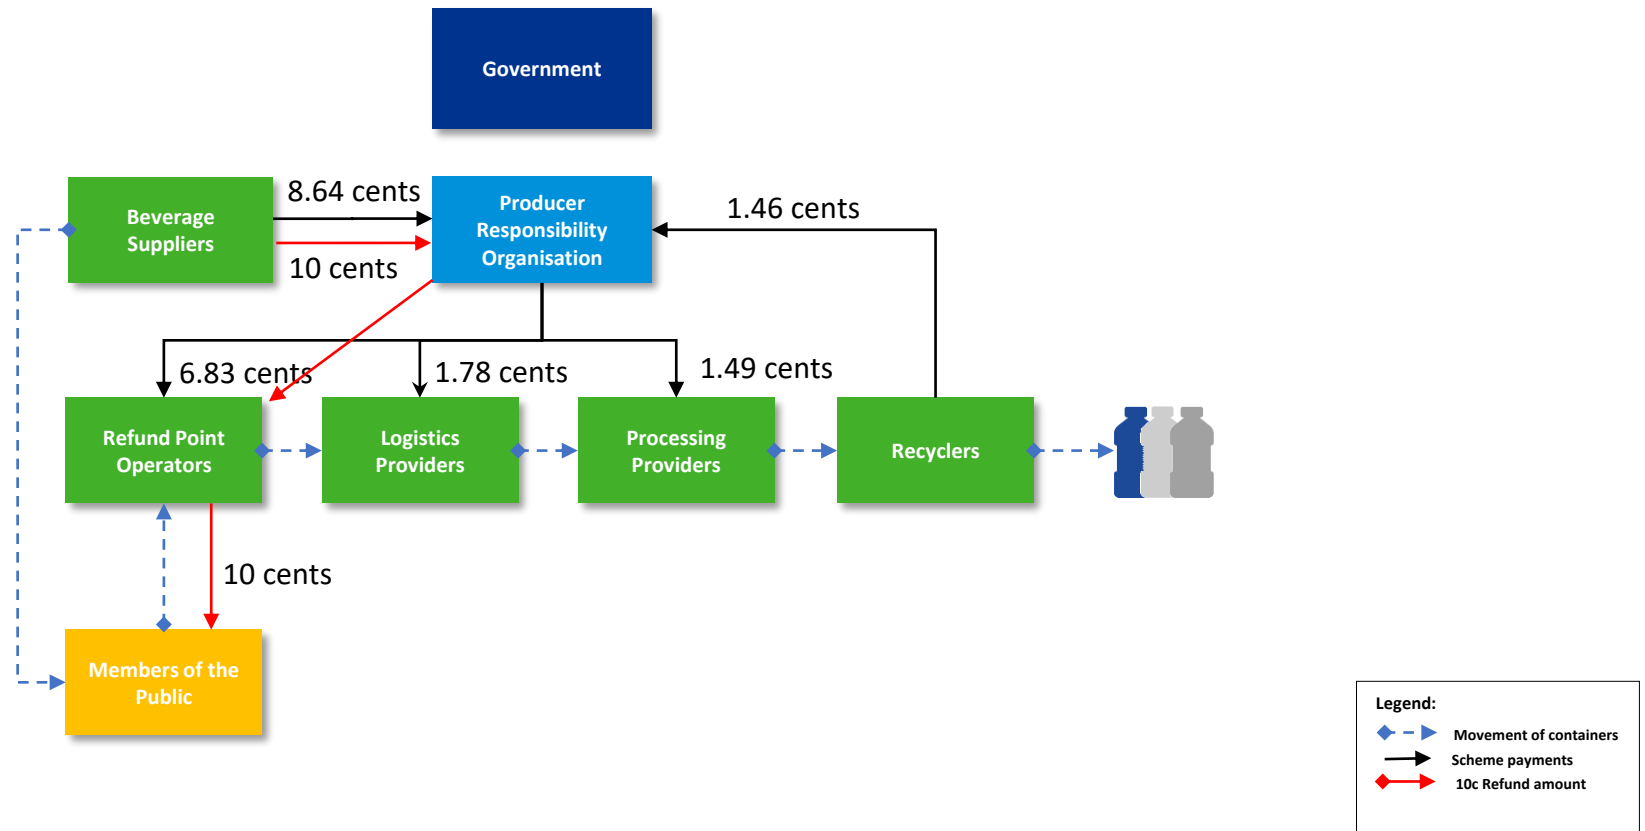 Government
8.64 cents
Beverage
Suppliers
Producer
Responsibility
Organisation
1.46 cents
10 cents
6.83 cents
1.78 cents
1.49 cents
Refund Point
Operators
Logistics
Providers
Processing
Providers
Recyclers
10 cents
Members of the
Public
Legend:
Movement of containers
Scheme payments
10c Refund amount